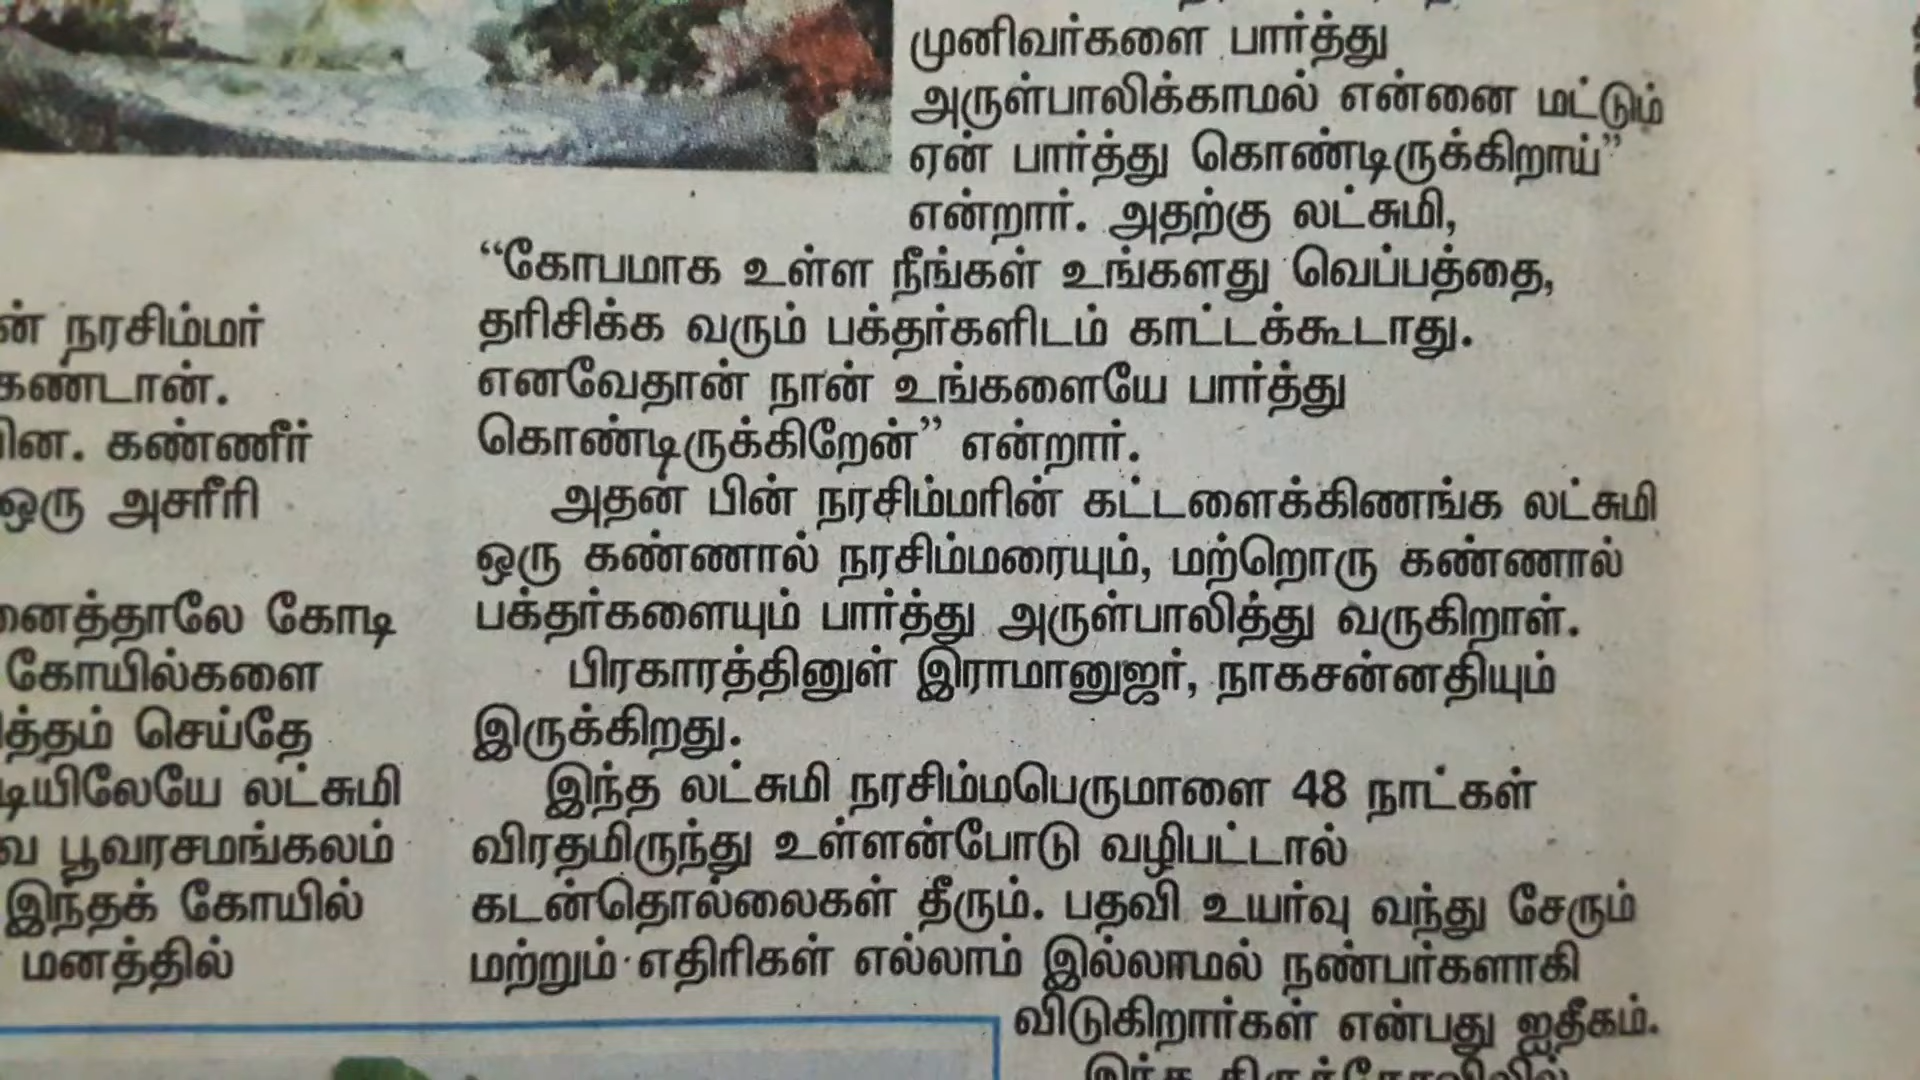 ன் நரசிம்மர்
கண்டான்.
கண்ணீர்
ஒரு அசரீரி
னைத்தாலே கோடி
கோயில்களை
த்தம் செய்தே
டியிலேயே லட்சுமி
வ பூவரசமங்கலம்
இந்தக் கோயில்
மனத்தில்
முனிவர்களை பார்த்து
அருள்பாலிக்காமல் என்னை மட்டும்
ஏன் பார்த்து கொண்டிருக்கிறாய்”
என்றார். அதற்கு லட்சுமி,
“கோபமாக உள்ள நீங்கள் உங்களது வெப்பத்தை,
தரிசிக்க வரும் பக்தர்களிடம் காட்டக்கூடாது.
எனவேதான் நான் உங்களையே பார்த்து
கொண்டிருக்கிறேன்” என்றார்.
அதன் பின் நரசிம்மரின் கட்டளைக்கிணங்க லட்சுமி
ஒரு கண்ணால் நரசிம்மரையும், மற்றொரு கண்ணால்
பக்தர்களையும் பார்த்து அருள்பாலித்து வருகிறாள்.
பிரகாரத்தினுள் இராமானுஜர், நாகசன்னதியும்
இருக்கிறது.
இந்த லட்சுமி நரசிம்மபெருமாளை 48 நாட்கள்
விரதமிருந்து உள்ளன்போடு வழிபட்டால்
கடன்தொல்லைகள் தீரும். பதவி உயர்வு வந்து சேரும்
மற்றும் எதிரிகள் எல்லாம் இல்லாமல் நண்பர்களாகி
விடுகிறார்கள் என்பது ஐதீகம்.